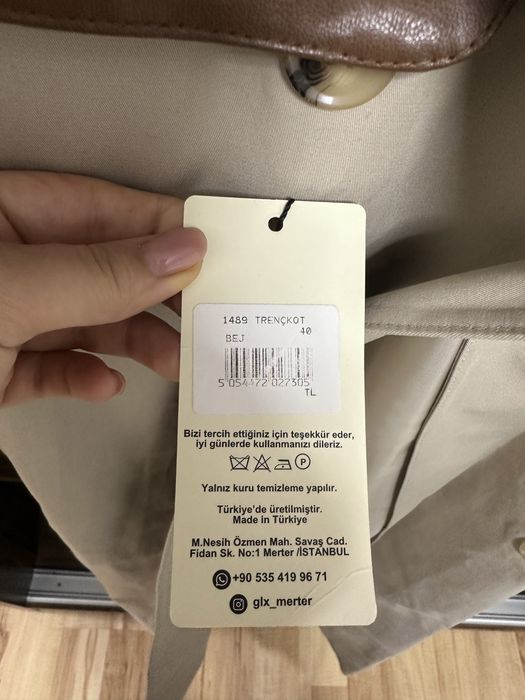 1489 TRENÇKOT
40
BEJ
5 054472 027305
TL
Bizi tercih ettiğiniz için teşekkür eder,
iyi günlerde kullanmanızı dileriz.
P
Yalnız kuru temizleme yapılır.
Türkiye'de üretilmiştir.
Made in Türkiye
M.Nesih Özmen Mah. Savaş Cad.
Fidan Sk. No:1 Merter /İSTANBUL
+90 535 419 96 71
glx_merter